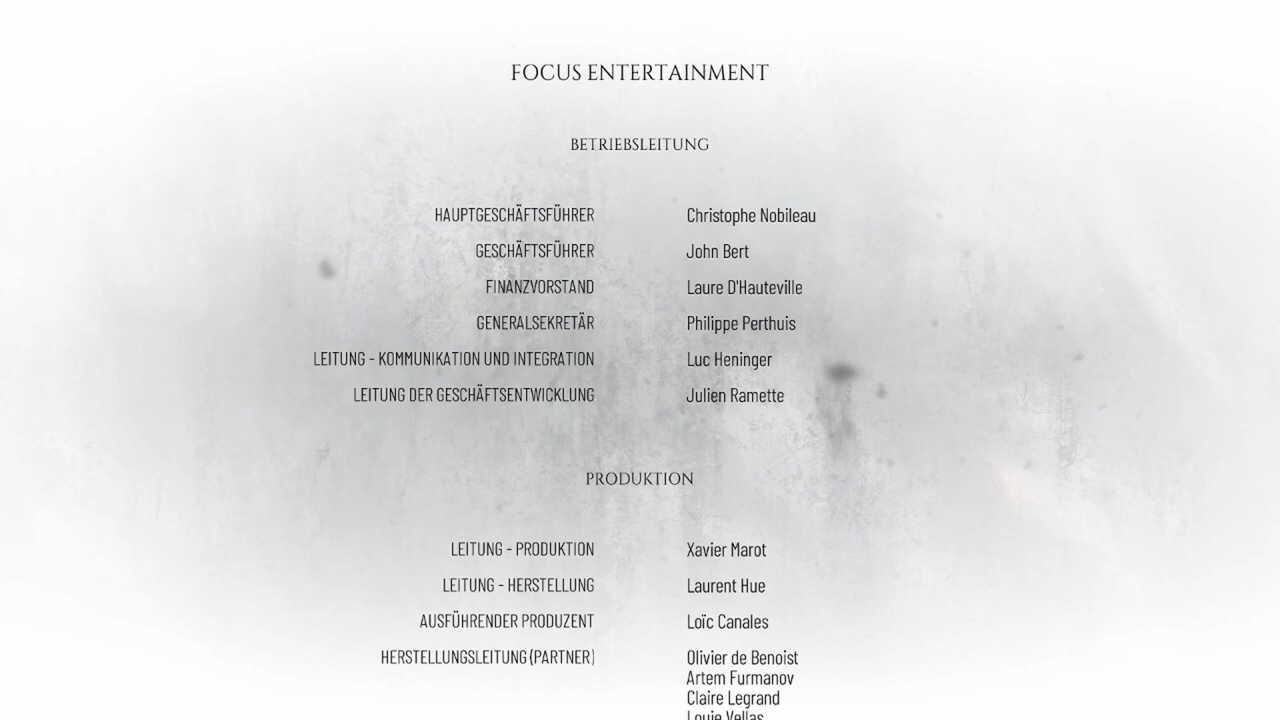 FOCUS ENTERTAINMENT
BETRIEBSLEITUNG
HAUPTGESCHÄFTSFÜHRER Christophe Nobileau
GESCHÄFTSFÜHRER John Bert
FINANZVORSTAND Laure D'Hauteville
GENERALSEKRETÄR Philippe Perthuis
LEITUNG - KOMMUNIKATION UND INTEGRATION Luc Heninger
LEITUNG DER GESCHÄFTSENTWICKLUNG Julien Ramette
PRODUKTION
LEITUNG - PRODUKTION Xavier Marot
LEITUNG - HERSTELLUNG Laurent Hue
AUSFÜHRENDER PRODUZENT Loïc Canales
HERSTELLUNGSLEITUNG (PARTNER) Olivier de Benoist
Artem Furmanov
Claire Legrand